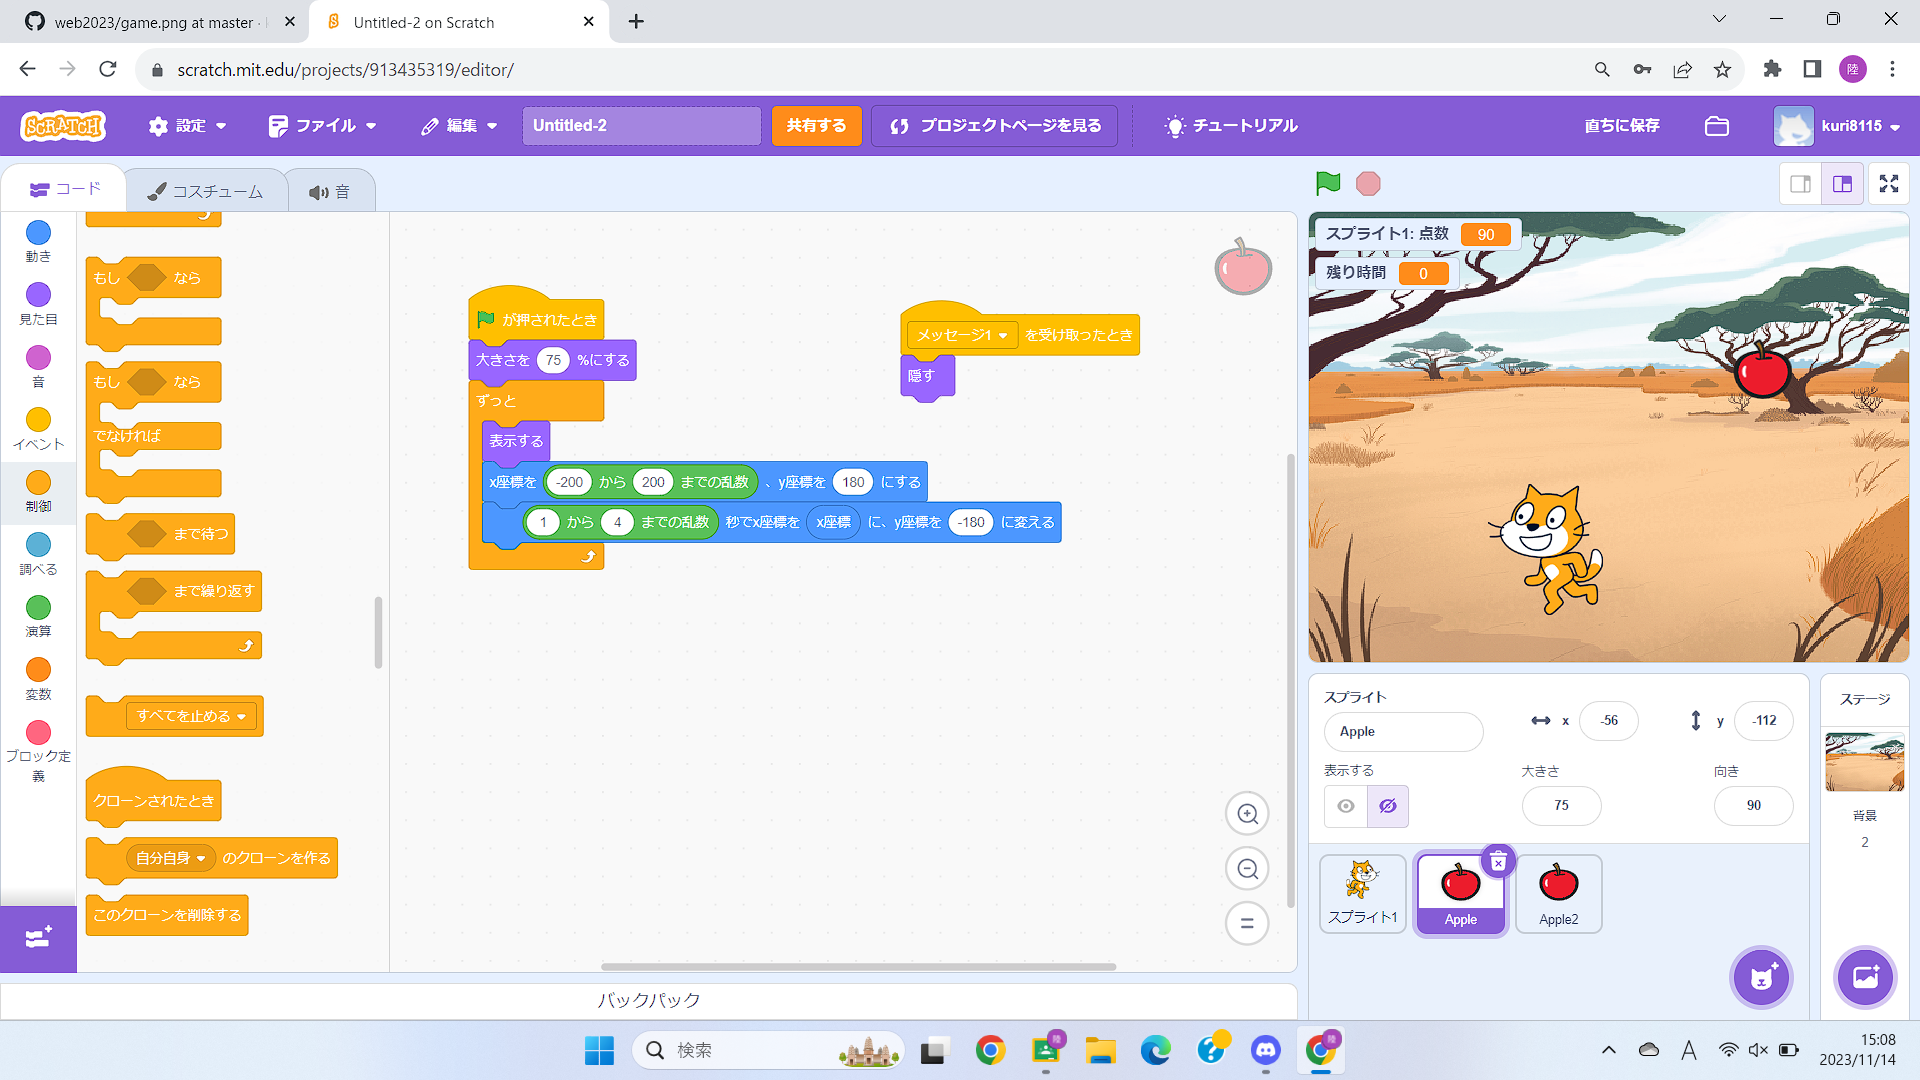 web2023/game.png at master ·
Untitled-2 on Scratch
scratch.mit.edu/projects/913435319/editor/
陸
SCRATCH
設定
ファイル
編集
Untitled-2
共有する
プロジェクトページを見る
チュートリアル
直ちに保存
kuri8115
コード
コスチューム
音
動き
見た目
音
イベント
制御
調べる
演算
変数
ブロック定
義
もし なら
もし なら
でなければ
まで待つ
まで繰り返す
すべてを止める
クローンされたとき
自分自身 のクローンを作る
このクローンを削除する
が押されたとき
大きさを 75 %にする
ずっと
表示する
x座標を -200 から 200 までの乱数 、y座標を 180 にする
1 から 4 までの乱数 秒でx座標を x座標 に、y座標を -180 に変える
メッセージ1 を受け取ったとき
隠す
バックパック
スプライト1: 点数 90
残り時間 0
スプライト
Apple
x -56
y -112
表示する
大きさ
75
向き
90
スプライト1
Apple
Apple2
ステージ
背景
2
検索
陸
陸
A
15:08
2023/11/14